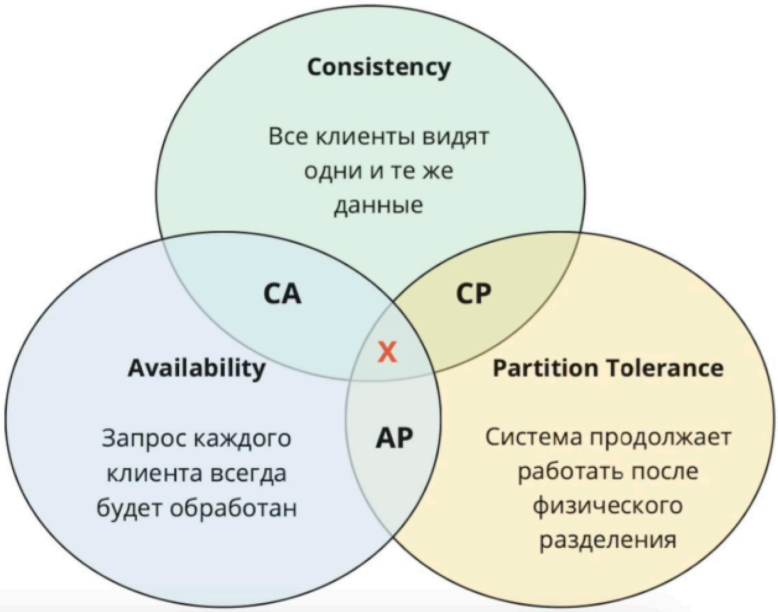 Consistency
Все клиенты видят
одни и те же
данные
CA
CP
X
Availability
Запрос каждого
клиента всегда
будет обработан
AP
Partition Tolerance
Система продолжает
работать после
физического
разделения